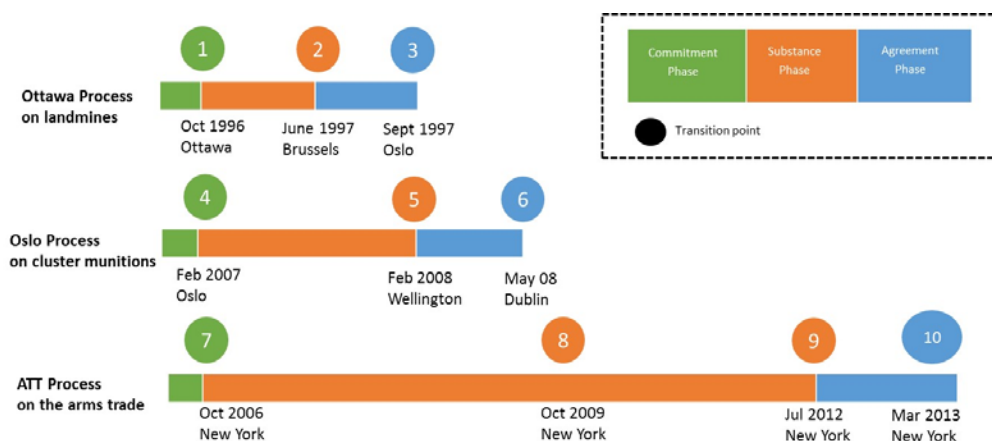 1
2
3
Commitment
Phase
Substance
Phase
Agreement
Phase
Transition point
Ottawa Process
on landmines
Oct 1996
Ottawa
June 1997
Brussels
Sept 1997
Oslo
4
5
6
Oslo Process
on cluster munitions
Feb 2007
Oslo
Feb 2008
Wellington
May 08
Dublin
7
8
9
10
ATT Process
on the arms trade
Oct 2006
New York
Oct 2009
New York
Jul 2012
New York
Mar 2013
New York